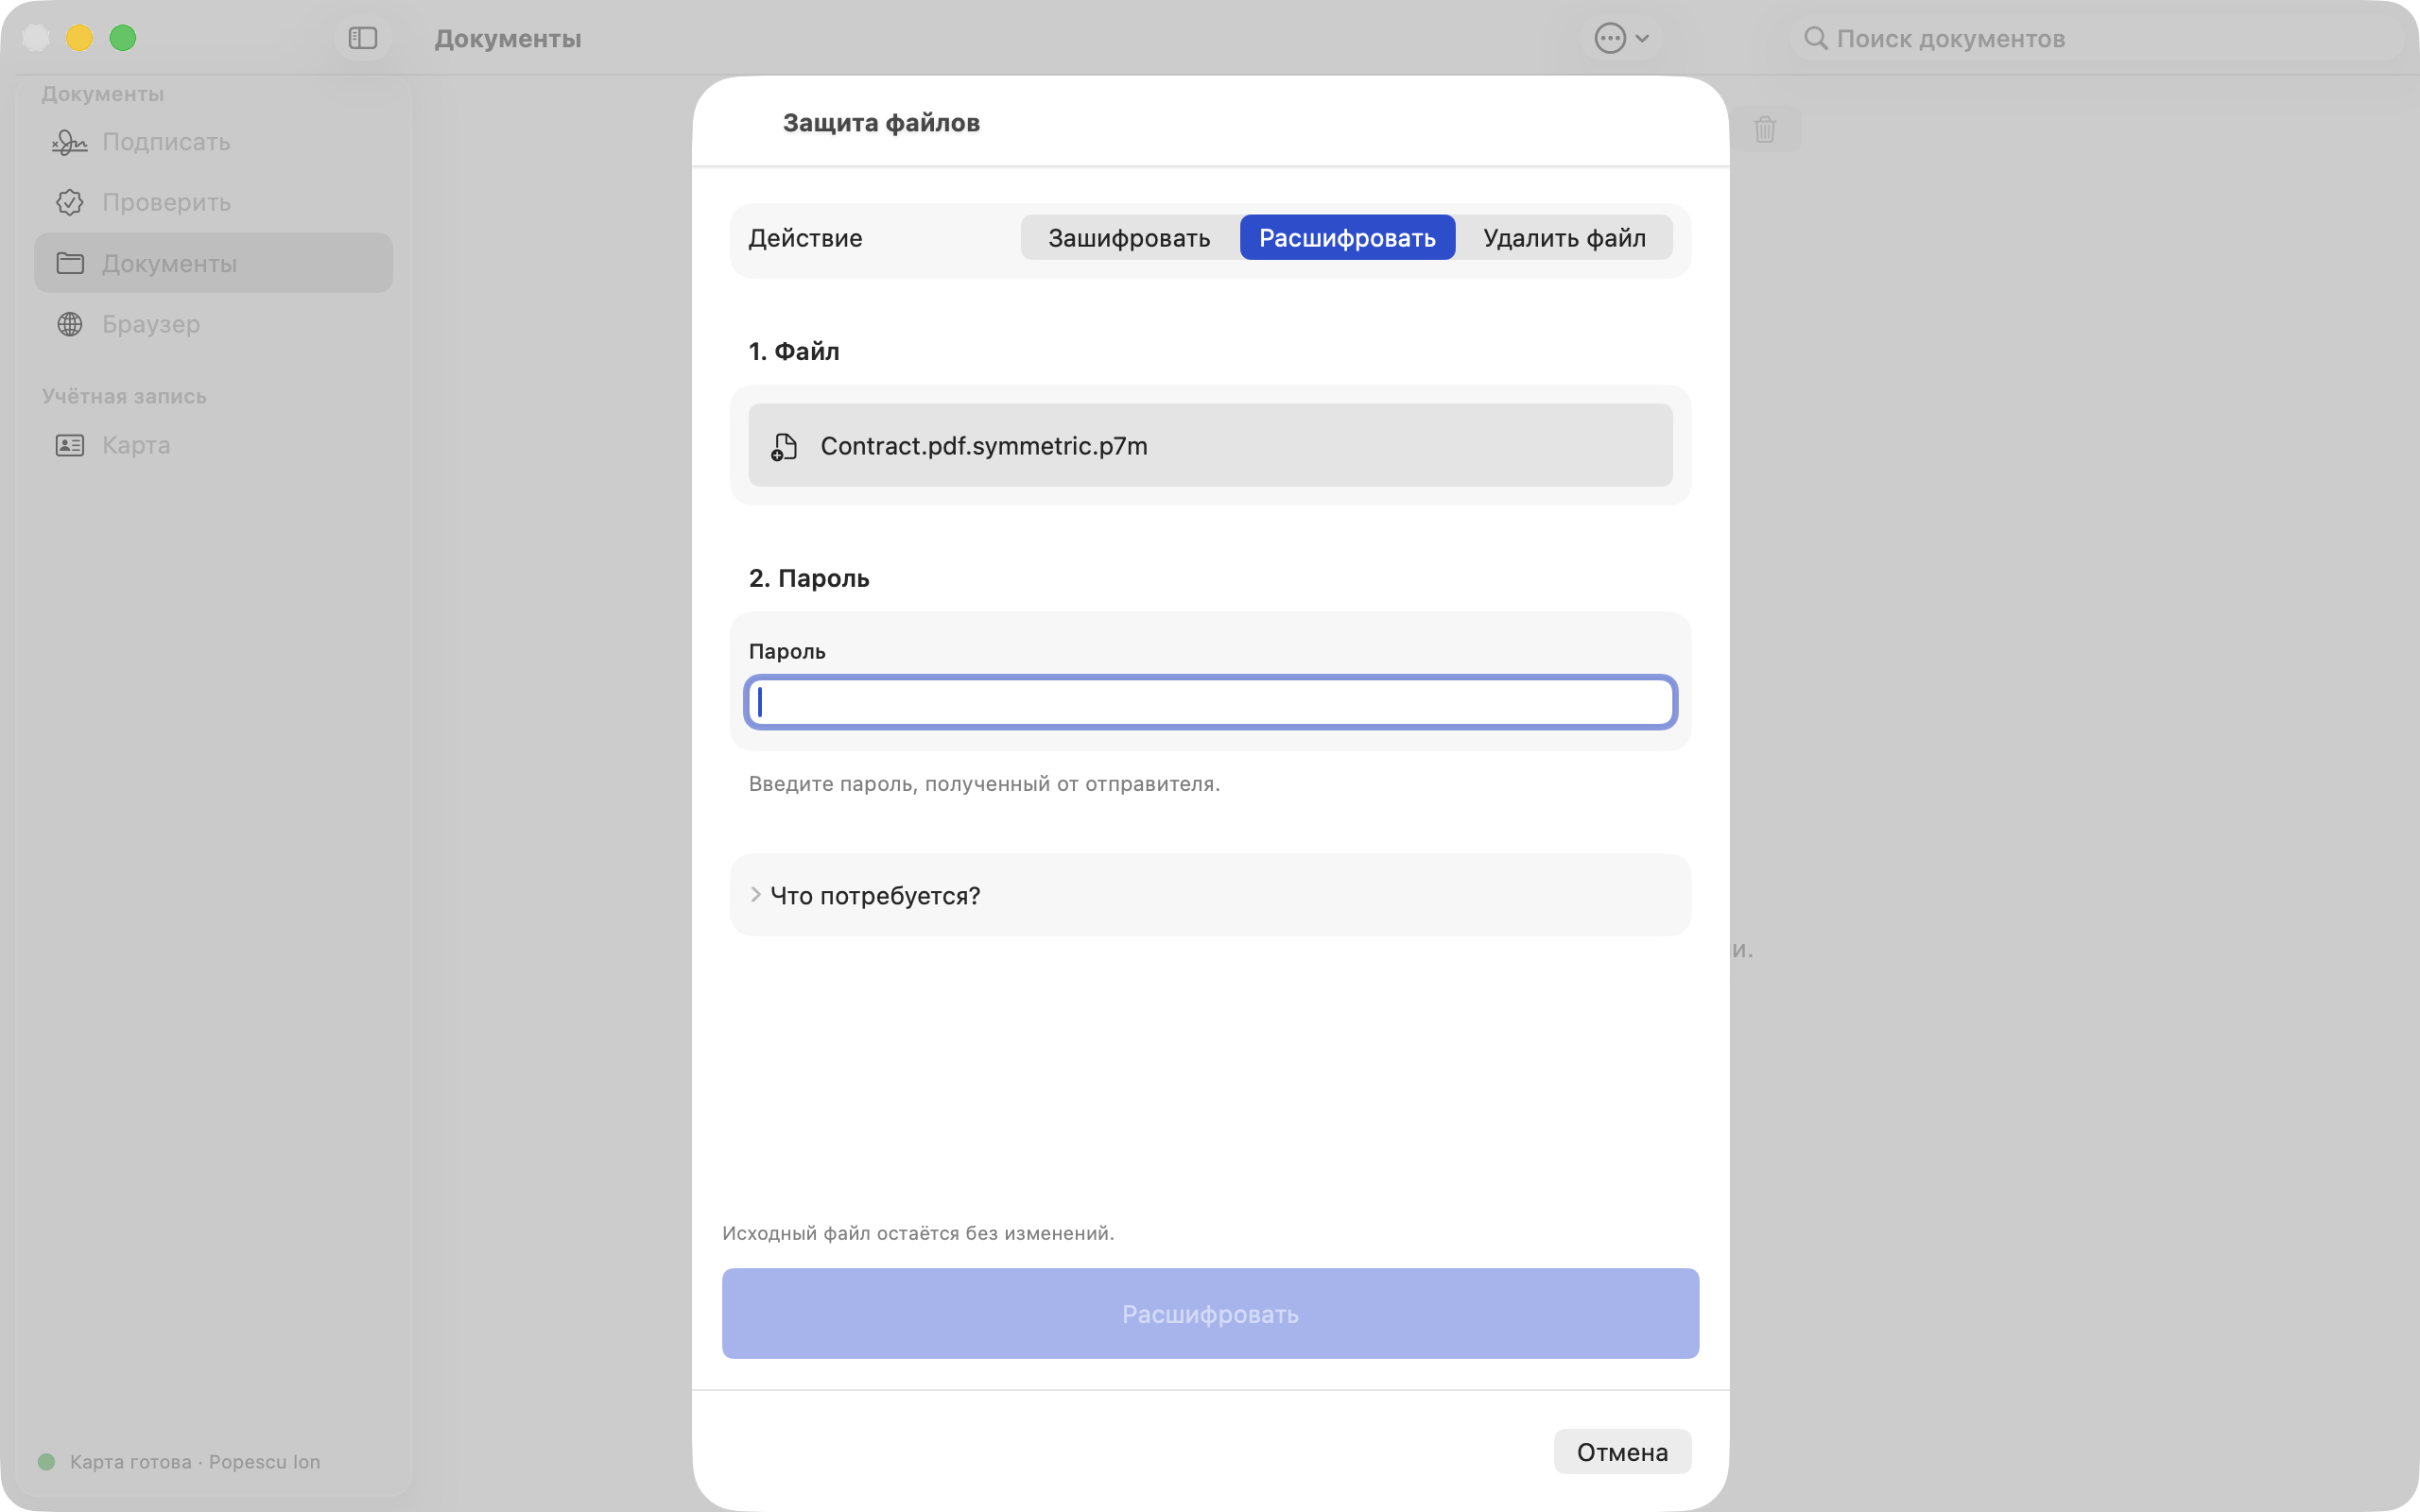 Документы
Поиск документов
Документы
Подписать
Проверить
Документы
Браузер
Учётная запись
Карта
Карта готова · Popescu Ion
Защита файлов
Действие
Зашифровать
Расшифровать
Удалить файл
1. Файл
Contract.pdf.symmetric.p7m
2. Пароль
Пароль
Введите пароль, полученный от отправителя.
Что потребуется?
и.
Исходный файл остаётся без изменений.
Расшифровать
Отмена